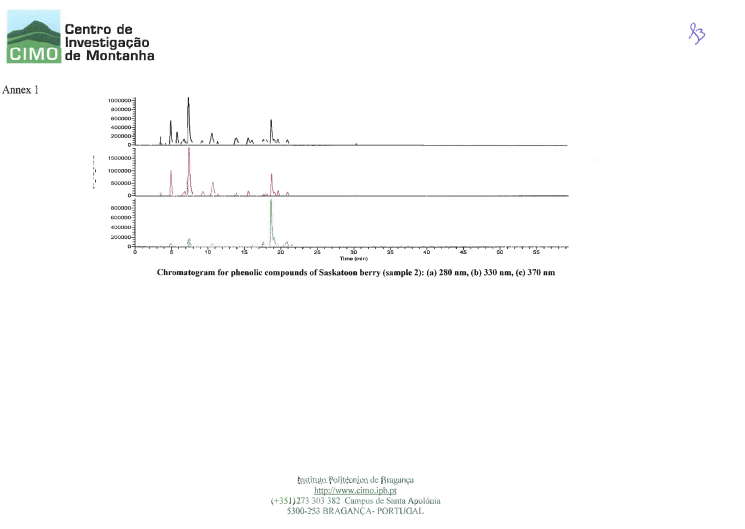 CIMO
Centro de
Investigação
de Montanha
Annex 1
1000000
800000
600000
400000
200000
0
1500000
1000000
500000
0
800000
600000
400000
200000
0
0 5 10 15 20 25 30 35 40 45 50 55
Time (min)
Chromatogram for phenolic compounds of Saskatoon berry (sample 2): (a) 280 nm, (b) 330 nm, (c) 370 nm
Instituto Politécnico de Bragança
http://www.cimo.ipb.pt
(+351)273 303 382 Campus de Santa Apolónia
5300-253 BRAGANÇA- PORTUGAL